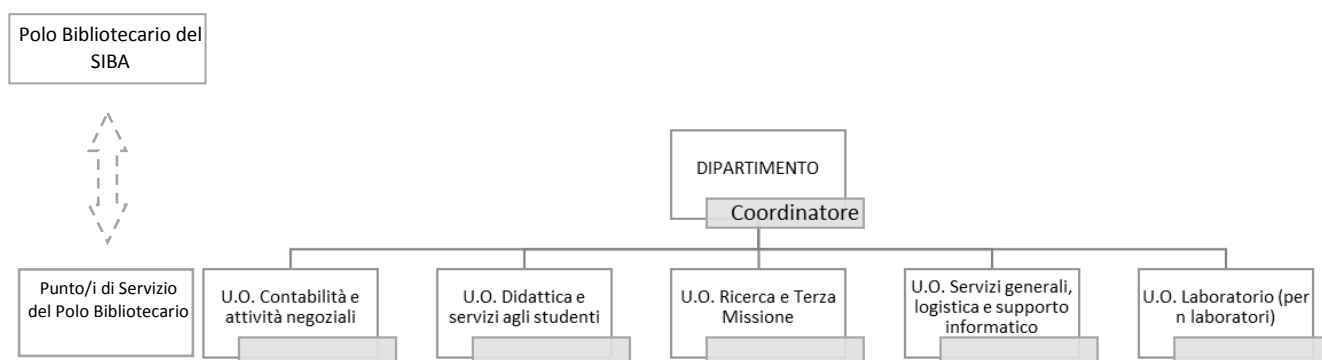 Polo Bibliotecario del
SIBA
DIPARTIMENTO
Coordinatore
Punto/i di Servizio
del Polo Bibliotecario
U.O. Contabilità e
attività negoziali
U.O. Didattica e
servizi agli studenti
U.O. Ricerca e Terza
Missione
U.O. Servizi generali,
logistica e supporto
informatico
U.O. Laboratorio (per
n laboratori)